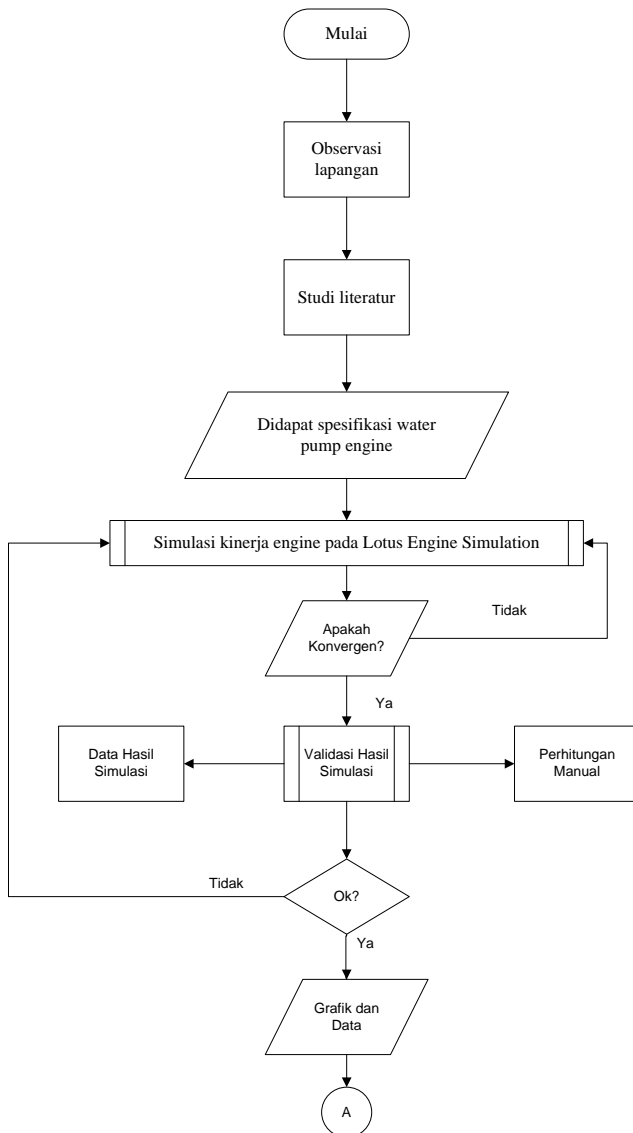 Mulai
Observasi
lapangan
Studi literatur
Didapat spesifikasi water
pump engine
Simulasi kinerja engine pada Lotus Engine Simulation
Apakah
Konvergen?
Tidak
Ya
Data Hasil
Simulasi
Validasi Hasil
Simulasi
Perhitungan
Manual
Tidak
Ok?
Ya
Grafik dan
Data
A